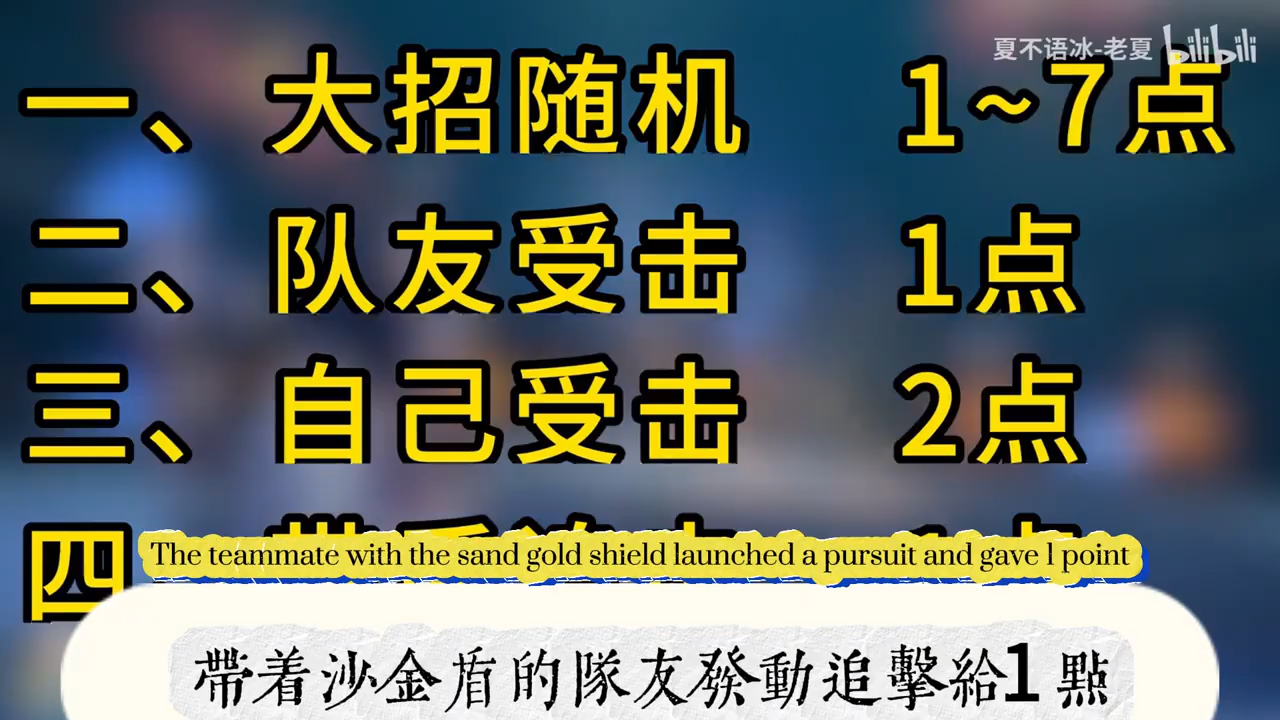 夏不语冰-老夏 bilibili
一、大招随机 1~7点
二、队友受击 1点
三、自己受击 2点
四
The teammate with the sand gold shield launched a pursuit and gave 1 point
帶着沙金盾的隊友發動追擊給1點